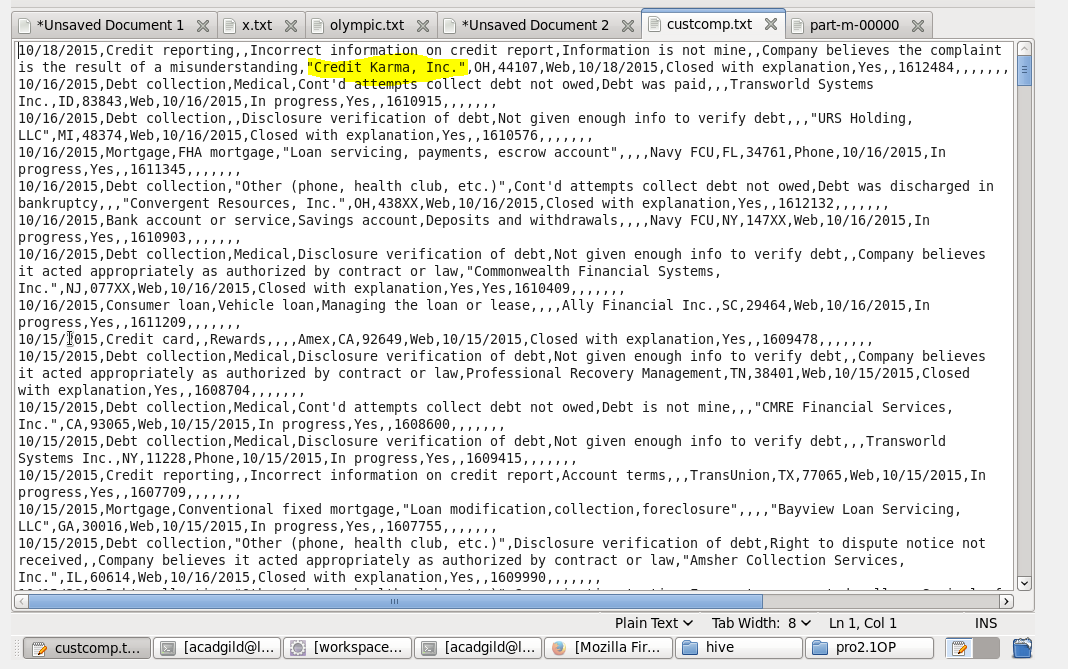 *Unsaved Document 1 x.txt olympic.txt *Unsaved Document 2 custcomp.txt part-m-00000
10/18/2015,Credit reporting,,Incorrect information on credit report,Information is not mine,,Company believes the complaint
is the result of a misunderstanding,"Credit Karma, Inc.",OH,44107,Web,10/18/2015,Closed with explanation,Yes,,1612484,,,,,,,
10/16/2015,Debt collection,Medical,Cont'd attempts collect debt not owed,Debt was paid,,,Transworld Systems
Inc.,ID,83843,Web,10/16/2015,In progress,Yes,,1610915,,,,,,,
10/16/2015,Debt collection,,Disclosure verification of debt,Not given enough info to verify debt,,,"URS Holding,
LLC",MI,48374,Web,10/16/2015,Closed with explanation,Yes,,1610576,,,,,,,
10/16/2015,Mortgage,FHA mortgage,"Loan servicing, payments, escrow account",,,,Navy FCU,FL,34761,Phone,10/16/2015,In
progress,Yes,,1611345,,,,,,,
10/16/2015,Debt collection,"Other (phone, health club, etc.)",Cont'd attempts collect debt not owed,Debt was discharged in
bankruptcy,,,"Convergent Resources, Inc.",OH,438XX,Web,10/16/2015,Closed with explanation,Yes,,1612132,,,,,,,
10/16/2015,Bank account or service,Savings account,Deposits and withdrawals,,,,Navy FCU,NY,147XX,Web,10/16/2015,In
progress,Yes,,1610903,,,,,,,
10/16/2015,Debt collection,Medical,Disclosure verification of debt,Not given enough info to verify debt,,Company believes
it acted appropriately as authorized by contract or law,"Commonwealth Financial Systems,
Inc.",NJ,077XX,Web,10/16/2015,Closed with explanation,Yes,Yes,1610409,,,,,,,
10/16/2015,Consumer loan,Vehicle loan,Managing the loan or lease,,,,Ally Financial Inc.,SC,29464,Web,10/16/2015,In
progress,Yes,,1611209,,,,,,,
10/15/2015,Credit card,,Rewards,,,,Amex,CA,92649,Web,10/15/2015,Closed with explanation,Yes,,1609478,,,,,,,
10/15/2015,Debt collection,Medical,Disclosure verification of debt,Not given enough info to verify debt,,Company believes
it acted appropriately as authorized by contract or law,Professional Recovery Management,TN,38401,Web,10/15/2015,Closed
with explanation,Yes,,1608704,,,,,,,
10/15/2015,Debt collection,Medical,Cont'd attempts collect debt not owed,Debt is not mine,,,"CMRE Financial Services,
Inc.",CA,93065,Web,10/15/2015,In progress,Yes,,1608600,,,,,,,
10/15/2015,Debt collection,Medical,Disclosure verification of debt,Not given enough info to verify debt,,,Transworld
Systems Inc.,NY,11228,Phone,10/15/2015,In progress,Yes,,1609415,,,,,,,
10/15/2015,Credit reporting,,Incorrect information on credit report,Account terms,,,TransUnion,TX,77065,Web,10/15/2015,In
progress,Yes,,1607709,,,,,,,
10/15/2015,Mortgage,Conventional fixed mortgage,"Loan modification,collection,foreclosure",,,,"Bayview Loan Servicing,
LLC",GA,30016,Web,10/15/2015,In progress,Yes,,1607755,,,,,,,
10/15/2015,Debt collection,"Other (phone, health club, etc.)",Disclosure verification of debt,Right to dispute notice not
received,,Company believes it acted appropriately as authorized by contract or law,"Amsher Collection Services,
Inc.",IL,60614,Web,10/16/2015,Closed with explanation,Yes,,1609990,,,,,,,
Plain Text Tab Width: 8 Ln 1, Col 1 INS
custcomp.t... [acadgild@l... [workspace... [acadgild@l... [Mozilla Fir... hive pro2.1OP